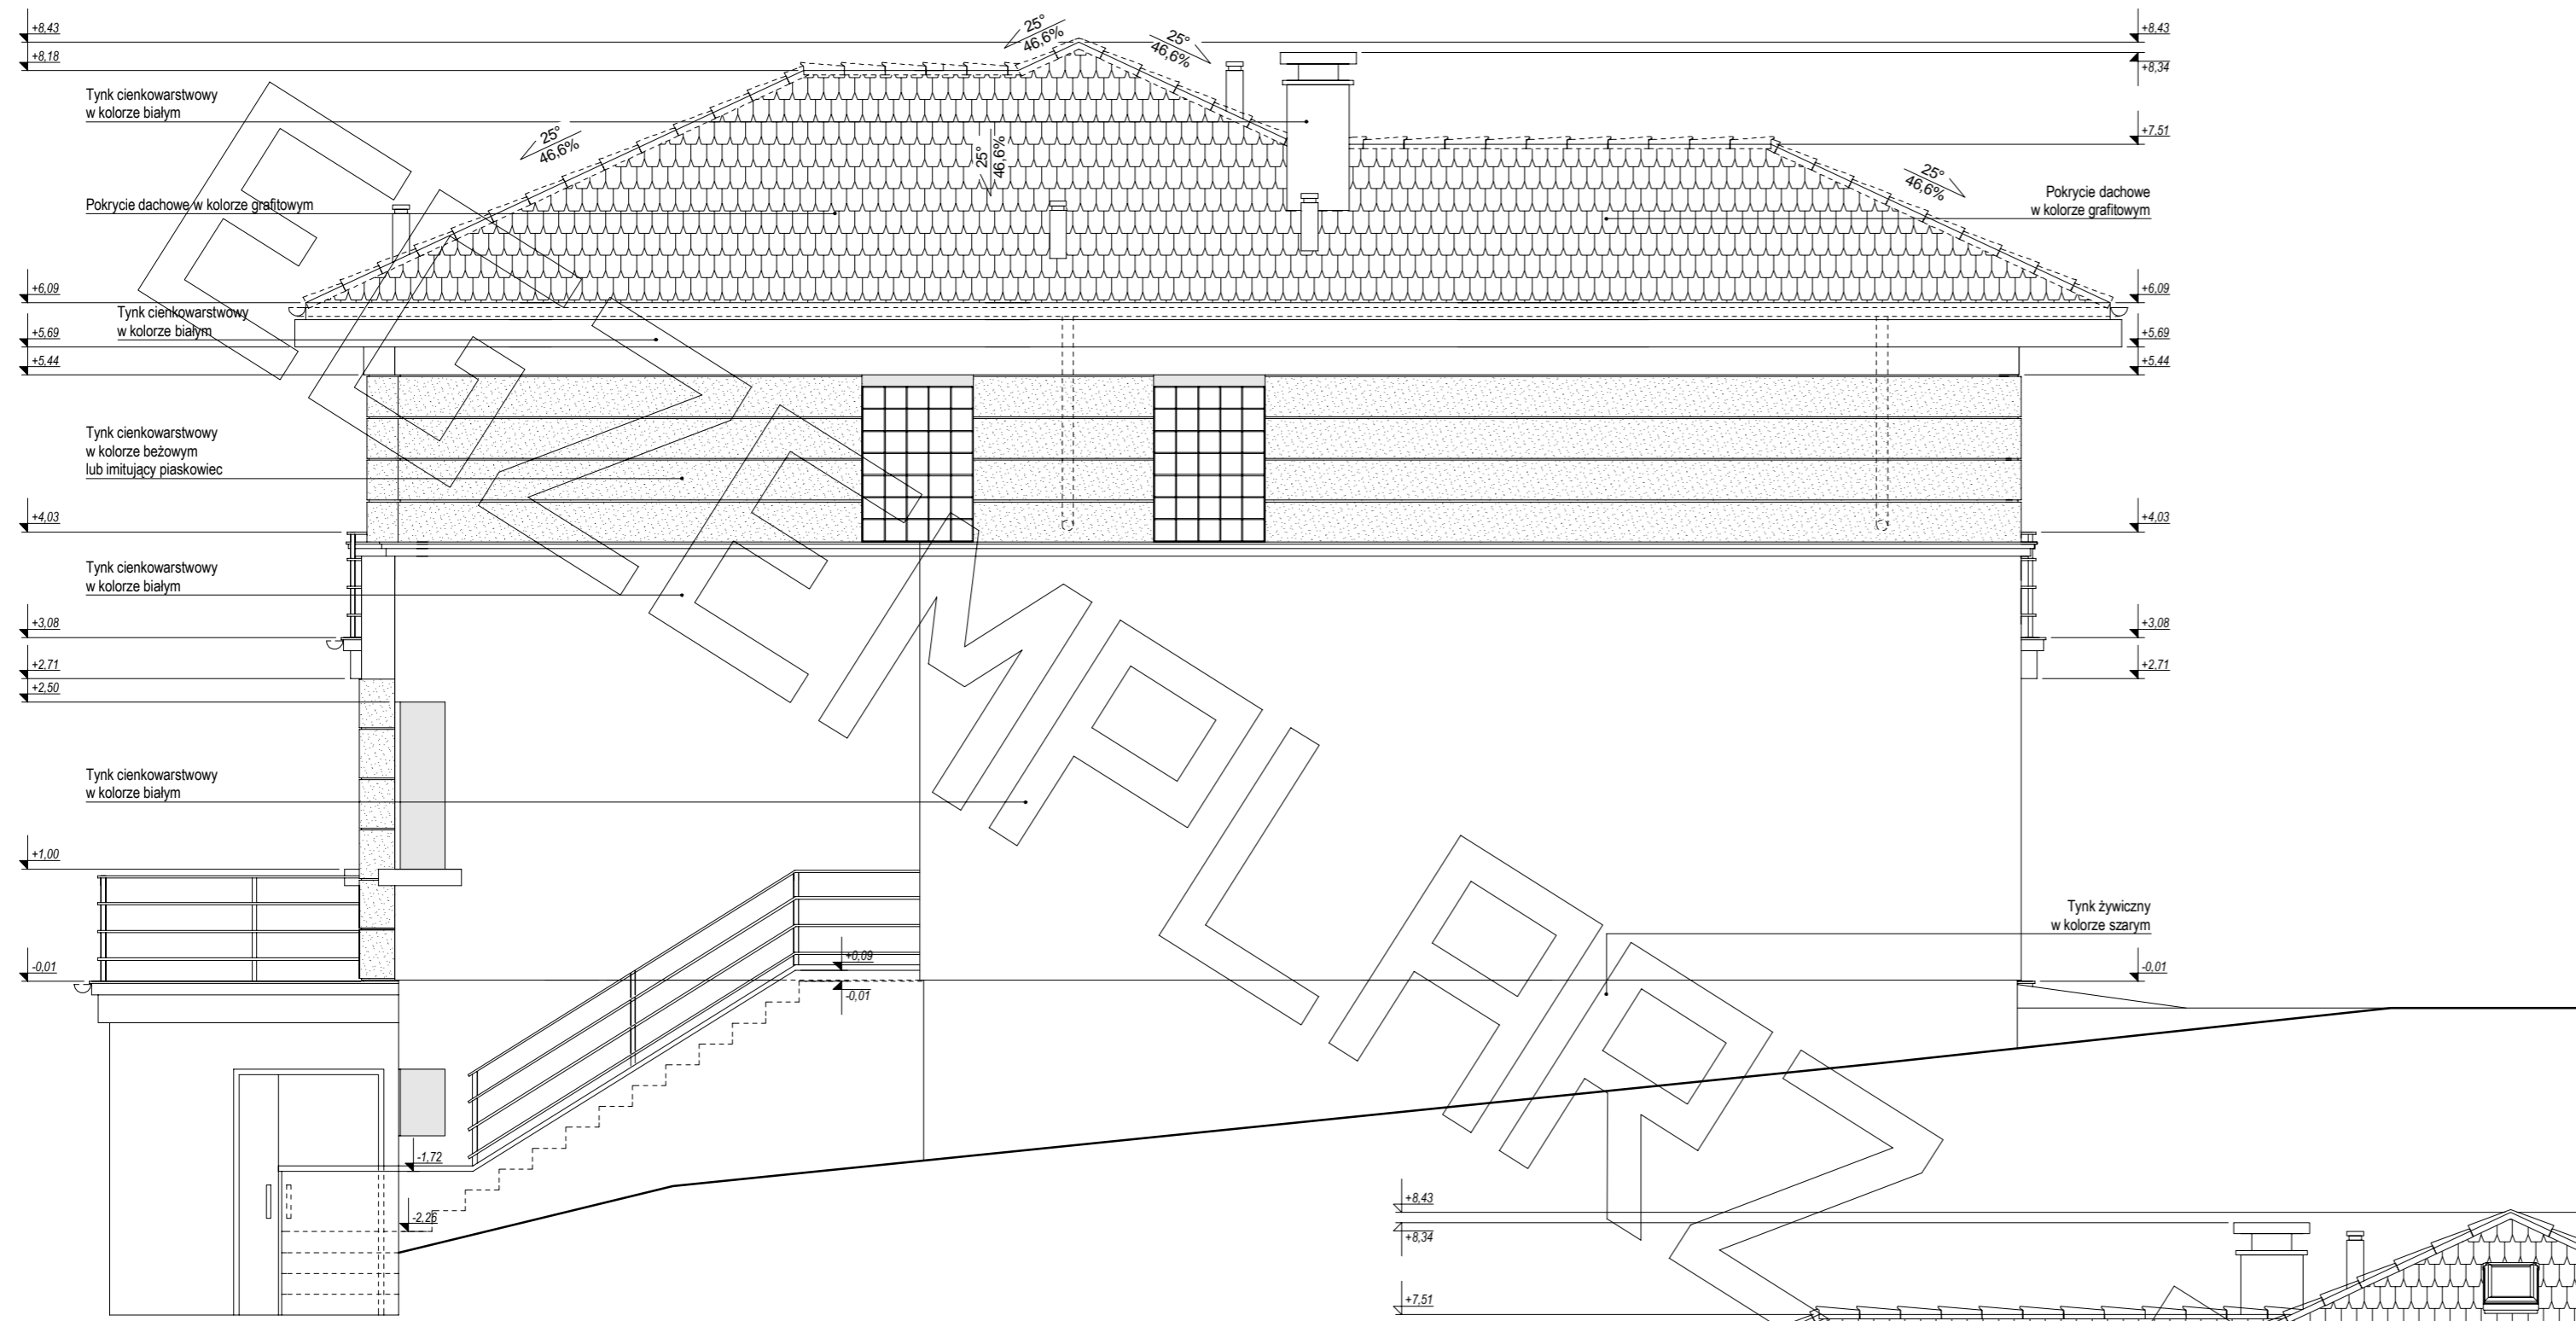 +8,43
+8,18
25°
46,6%
25°
46,6%
+8,43
+8,34
Tynk cienkowarstwowy
w kolorze białym
25°
46,6%
25°
46,6%
+7,51
25°
46,6%
Pokrycie dachowe w kolorze grafitowym
Pokrycie dachowe
w kolorze grafitowym
+6,09
+6,09
Tynk cienkowarstwowy
w kolorze białym
+5,69
+5,69
+5,44
+5,44
Tynk cienkowarstwowy
w kolorze beżowym
lub imitujący piaskowiec
+4,03
+4,03
Tynk cienkowarstwowy
w kolorze białym
+3,08
+3,08
+2,71
+2,71
+2,50
Tynk cienkowarstwowy
w kolorze białym
+1,00
Tynk żywiczny
w kolorze szarym
-0,01
+0,09
-0,01
-0,01
-1,72
-2,26
+8,43
+8,34
+7,51
EGZEMPLARZ